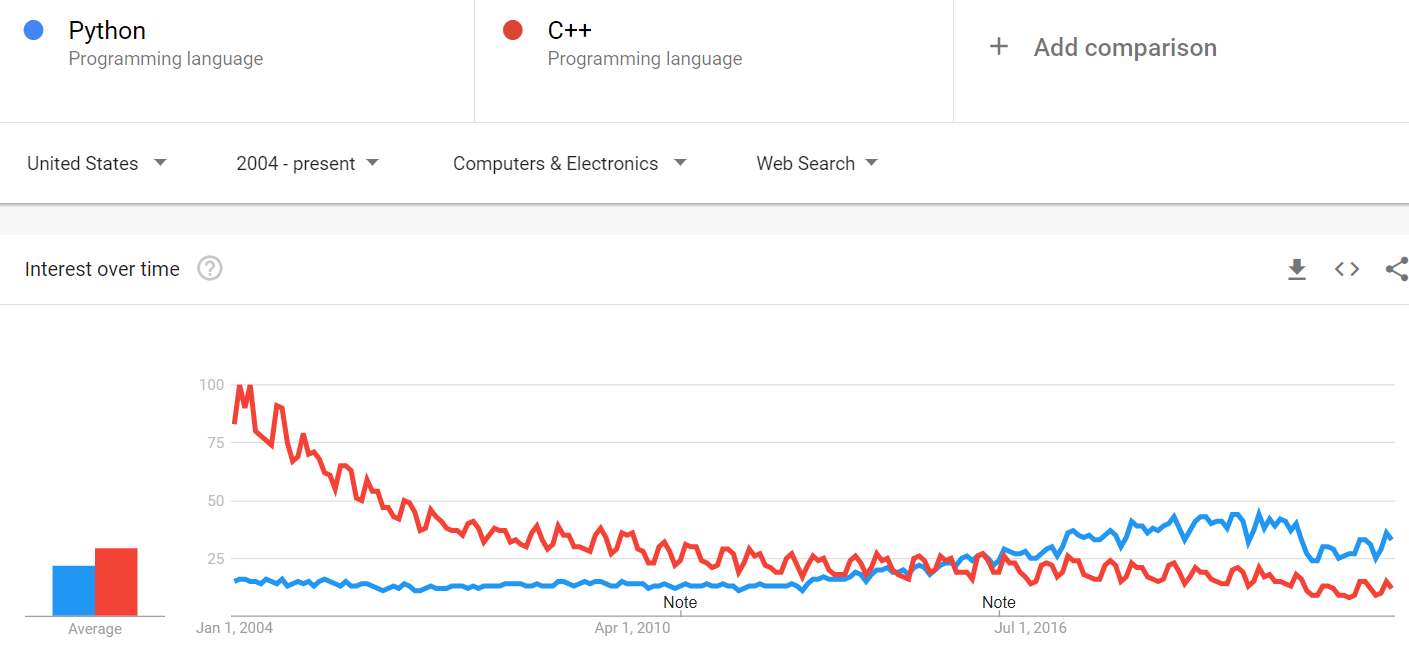 Python
Programming language
C++
Programming language
+ Add comparison
United States
2004 - present
Computers & Electronics
Web Search
Interest over time
?
100
75
50
25
Note
Note
Average
Jan 1, 2004
Apr 1, 2010
Jul 1, 2016